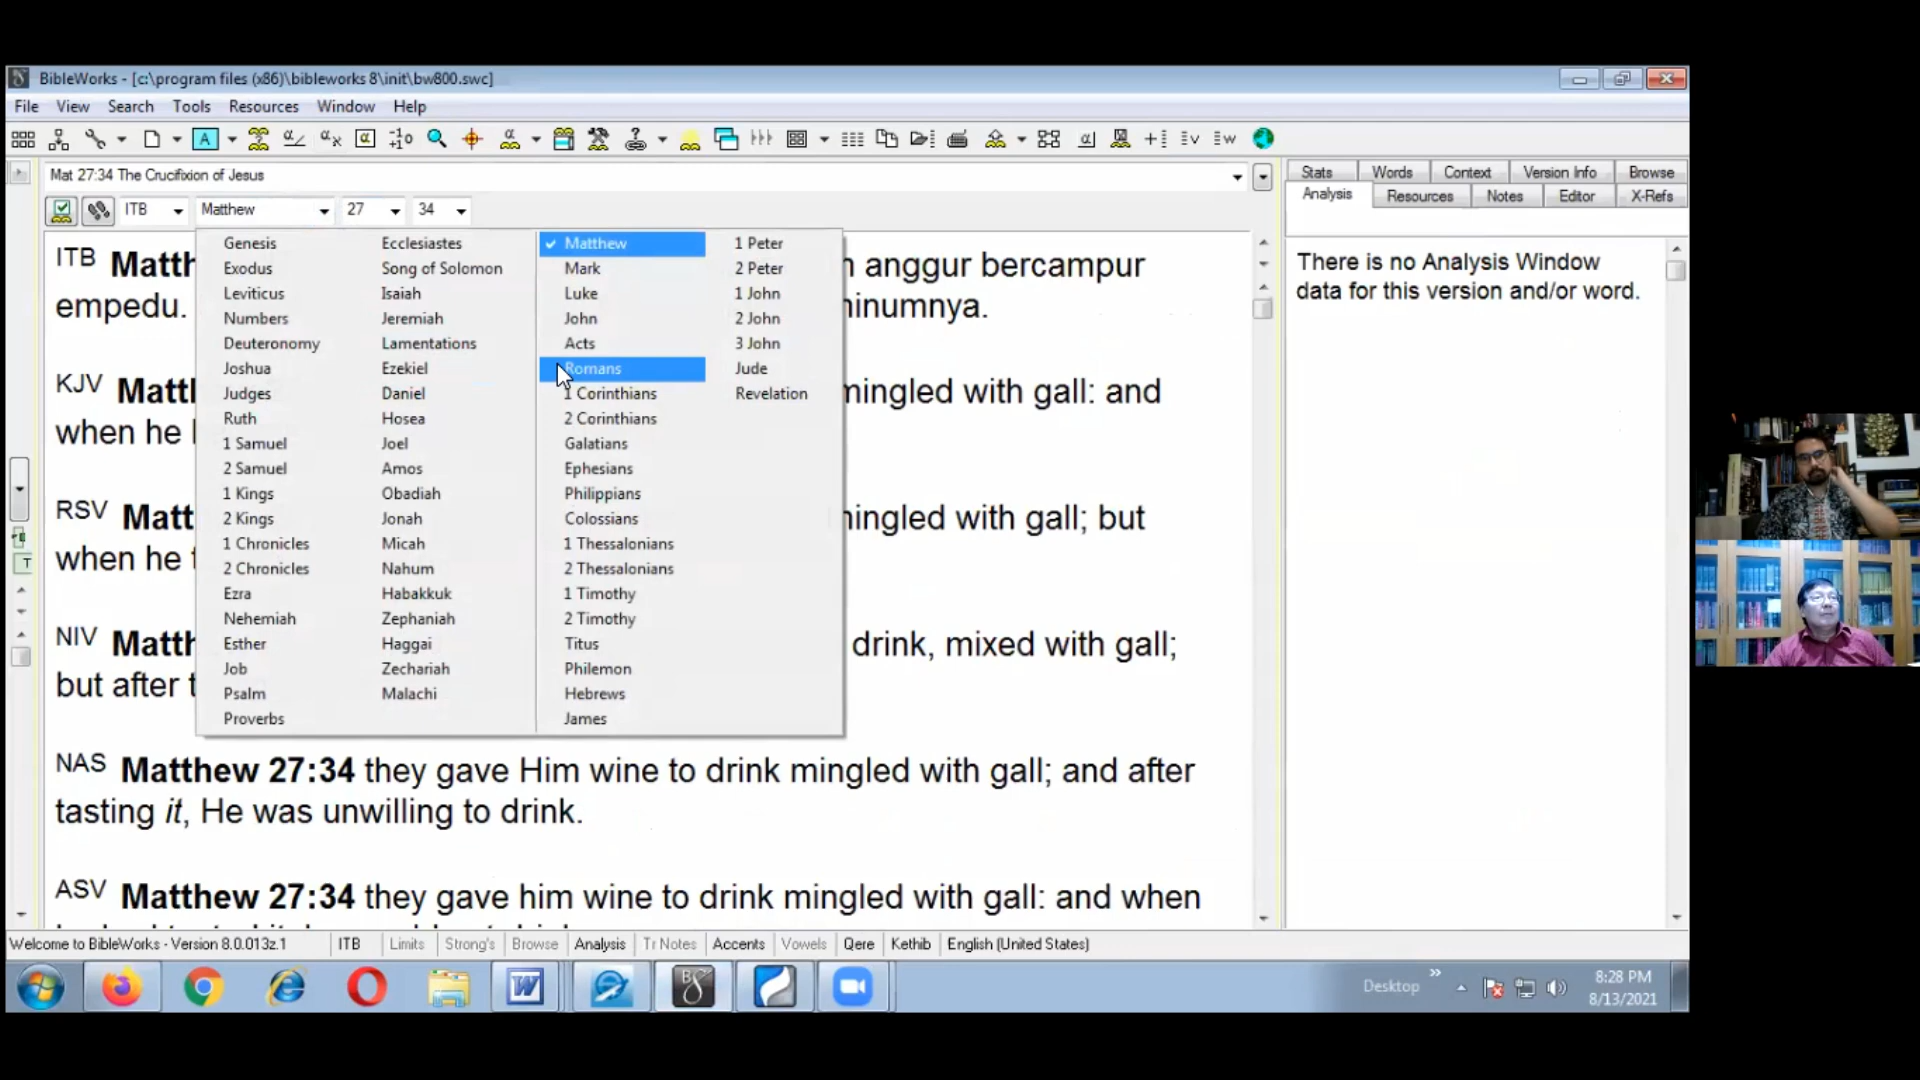 BibleWorks - [c:\program files (x86)\bibleworks 8\init\bw800.swc]
File View Search Tools Resources Window Help
Mat 27:34 The Crucifixion of Jesus
ITB Matthew 27 34
Stats Words Context Version Info Browse
Analysis Resources Notes Editor X-Refs
There is no Analysis Window
data for this version and/or word.
Genesis Ecclesiastes Matthew 1 Peter
Exodus Song of Solomon Mark 2 Peter
Leviticus Isaiah Luke 1 John
Numbers Jeremiah John 2 John
Deuteronomy Lamentations Acts 3 John
Joshua Ezekiel Romans Jude
Judges Daniel 1 Corinthians Revelation
Ruth Hosea 2 Corinthians
1 Samuel Joel Galatians
2 Samuel Amos Ephesians
1 Kings Obadiah Philippians
2 Kings Jonah Colossians
1 Chronicles Micah 1 Thessalonians
2 Chronicles Nahum 2 Thessalonians
Ezra Habakkuk 1 Timothy
Nehemiah Zephaniah 2 Timothy
Esther Haggai Titus
Job Zechariah Philemon
Psalm Malachi Hebrews
Proverbs James
ITB Matth anggur bercampur
empedu. ninumnya.
KJV Matt mingled with gall: and
when he
RSV Matt mingled with gall; but
when he
NIV Matth drink, mixed with gall;
but after
NAS Matthew 27:34 they gave Him wine to drink mingled with gall; and after
tasting it, He was unwilling to drink.
ASV Matthew 27:34 they gave him wine to drink mingled with gall: and when
Welcome to BibleWorks - Version 8.0.013z.1 ITB Limits Strong's Browse Analysis Tr Notes Accents Vowels Qere Kethib English (United States)
Desktop
8:28 PM
8/13/2021